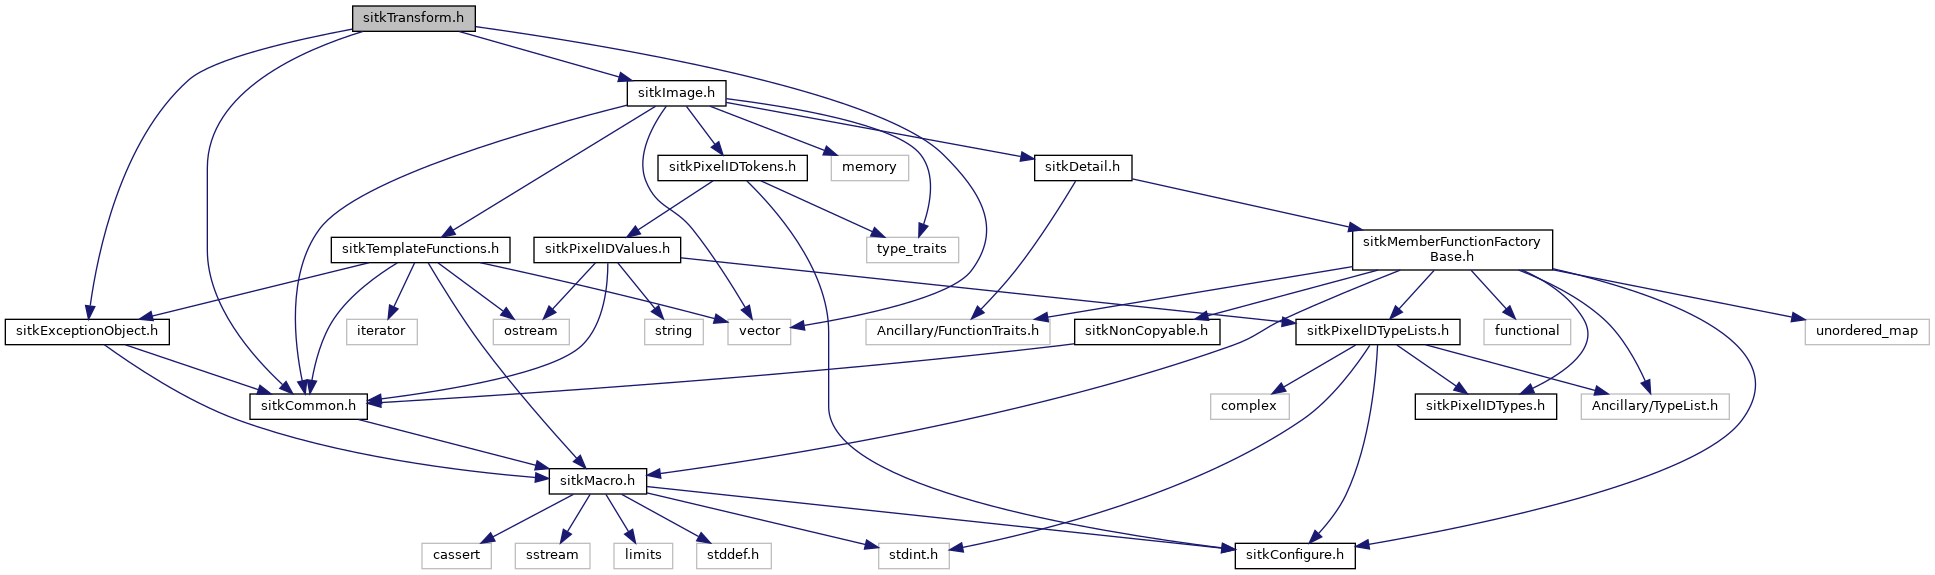 sitkTransform.h
sitkImage.h
sitkPixelIDTokens.h
memory
sitkDetail.h
sitkTemplateFunctions.h
sitkPixelIDValues.h
type_traits
sitkMemberFunctionFactory
Base.h
sitkExceptionObject.h
iterator
ostream
string
vector
Ancillary/FunctionTraits.h
sitkNonCopyable.h
sitkPixelIDTypeLists.h
functional
unordered_map
sitkCommon.h
complex
sitkPixelIDTypes.h
Ancillary/TypeList.h
sitkMacro.h
cassert
sstream
limits
stddef.h
stdint.h
sitkConfigure.h